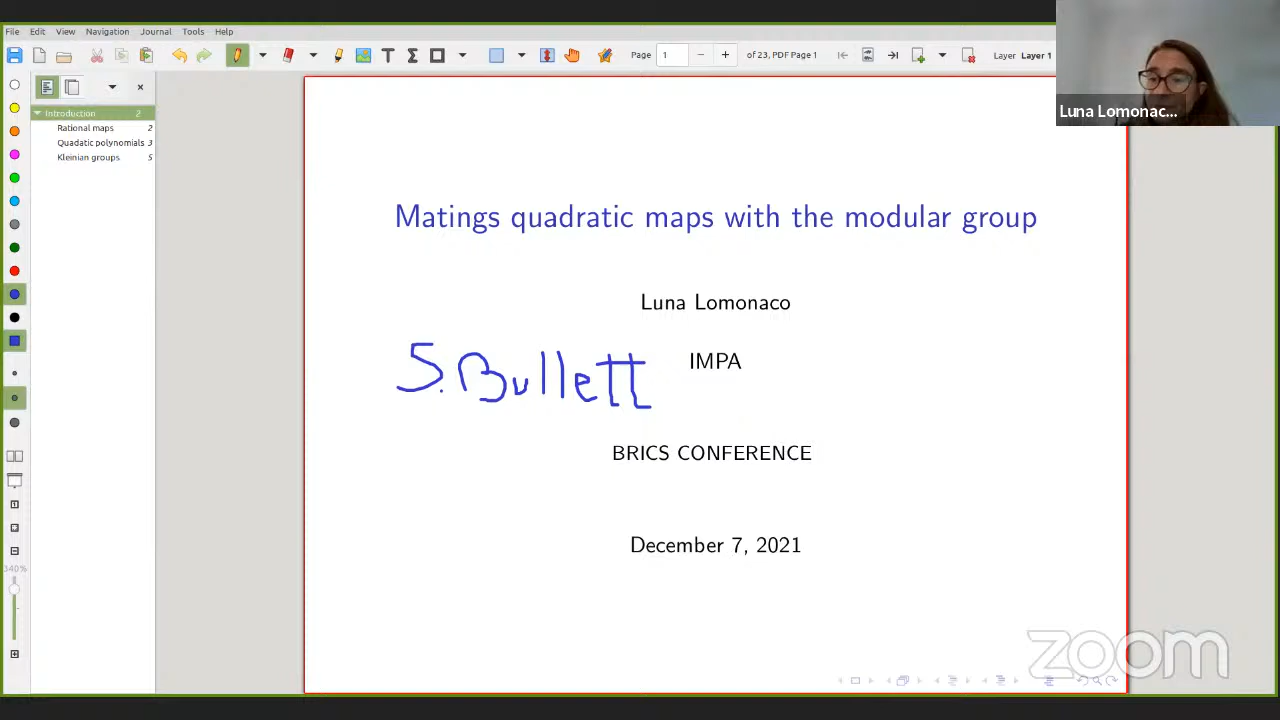 File Edit View Navigation Journal Tools Help
Page 1 of 23, PDF Page 1 Layer Layer 1
Introduction 2
Rational maps 2
Quadatic polynomials 3
Kleinian groups 5
340%
Luna Lomonac...
Matings quadratic maps with the modular group
Luna Lomonaco
S. Bullett
IMPA
BRICS CONFERENCE
December 7, 2021
zoom